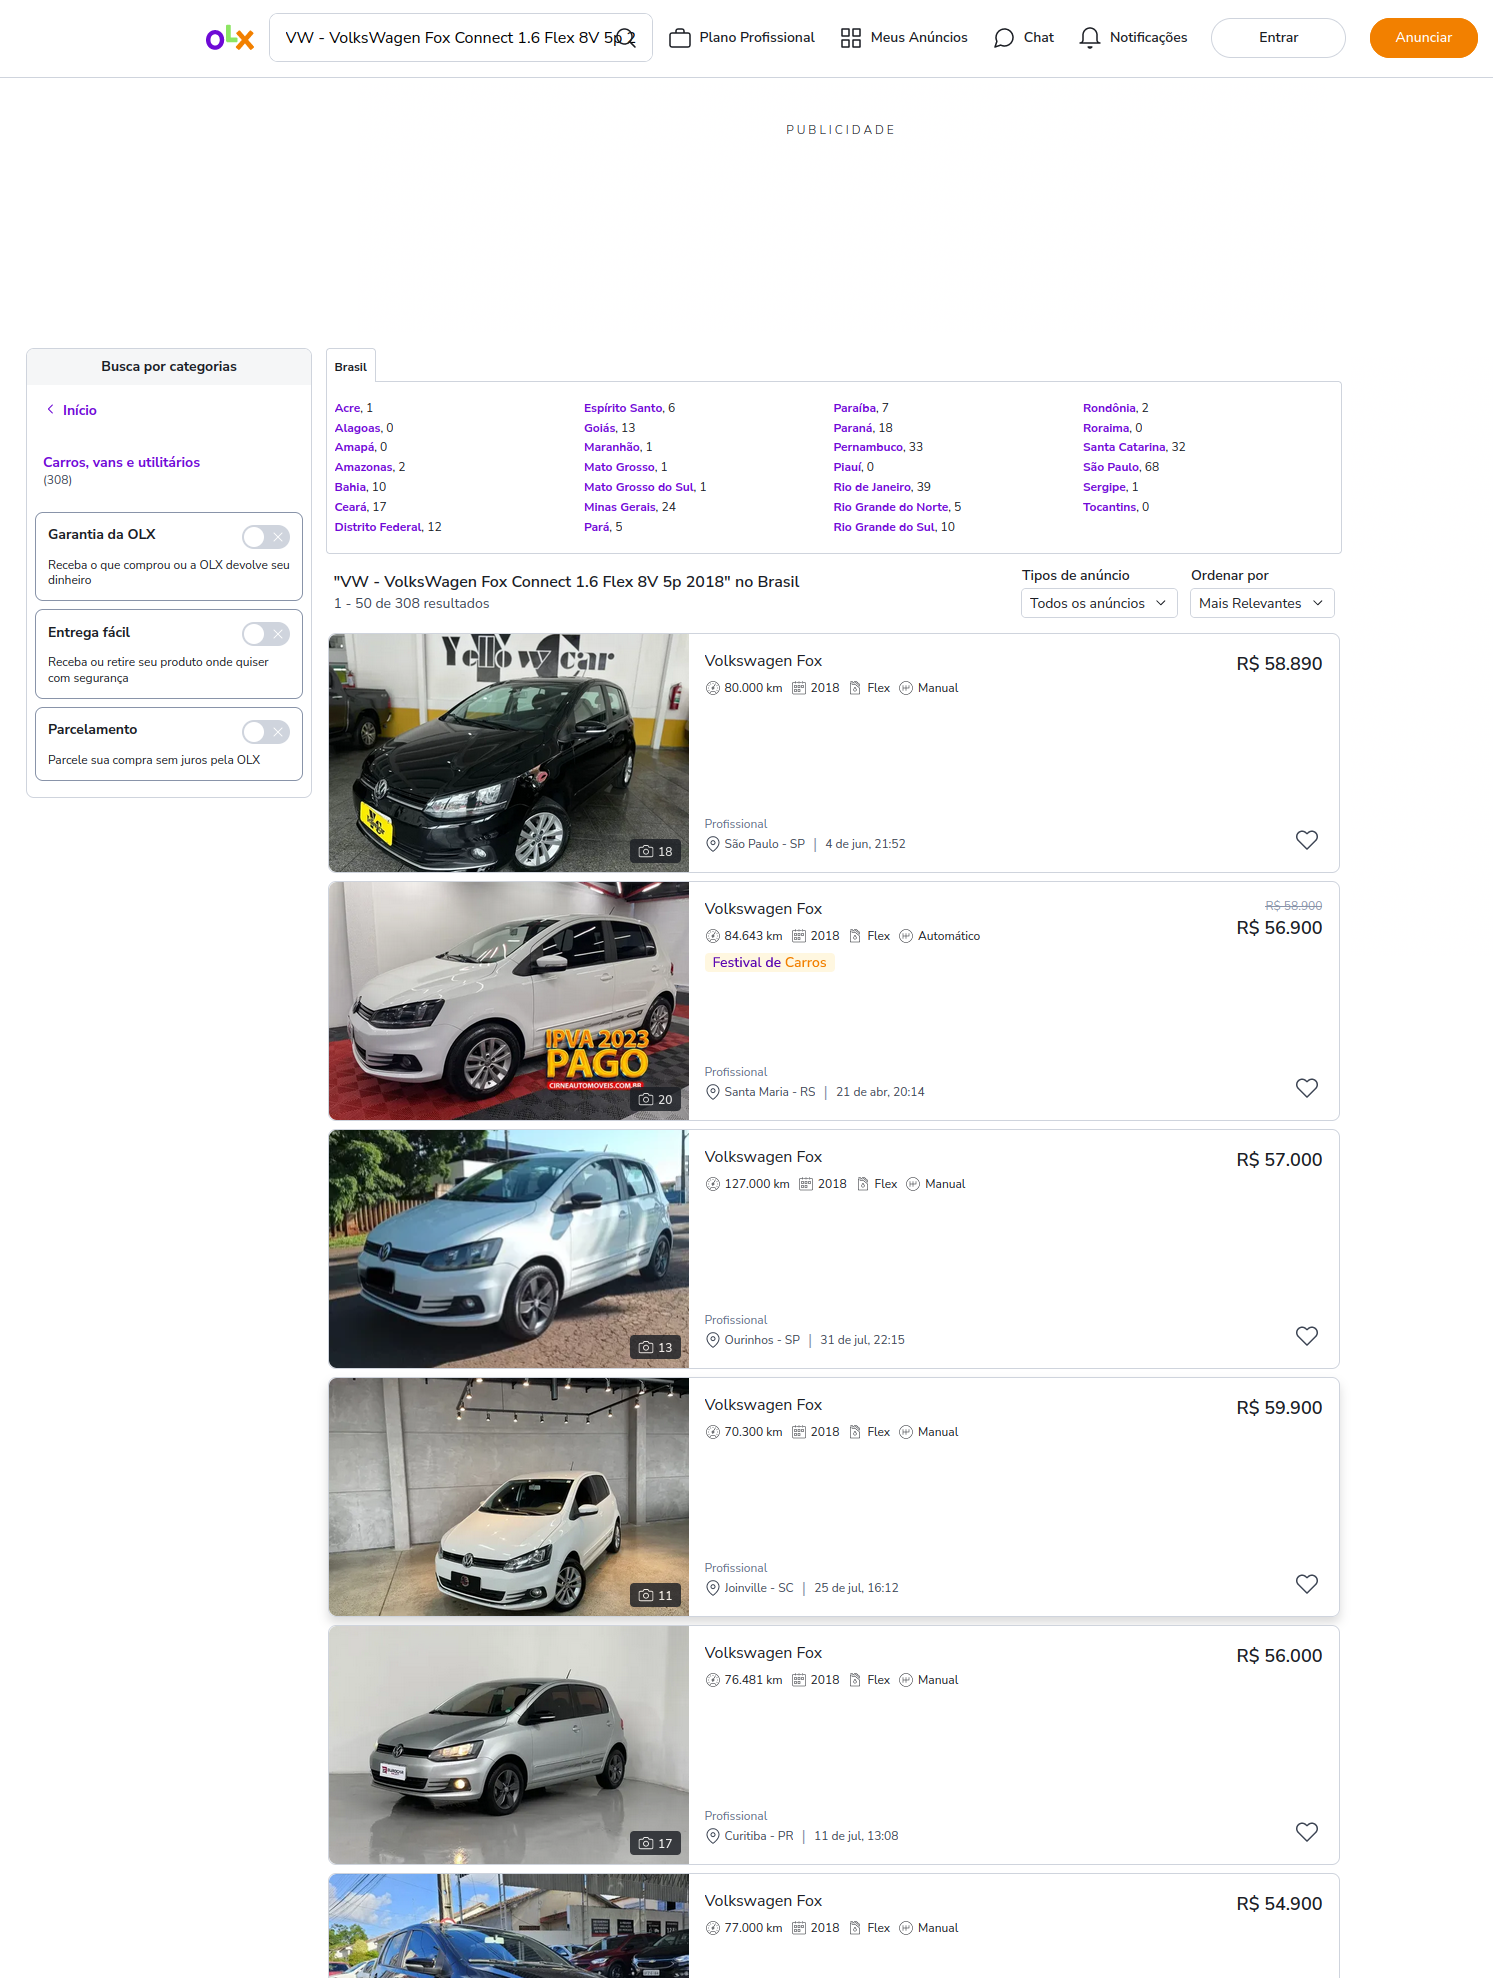 olx
VW - VolksWagen Fox Connect 1.6 Flex 8V 5p 2
Plano Profissional
Meus Anúncios
Chat
Notificações
Entrar
Anunciar
PUBLICIDADE
Busca por categorias
Início
Carros, vans e utilitários
(308)
Garantia da OLX
Receba o que comprou ou a OLX devolve seu
dinheiro
Entrega fácil
Receba ou retire seu produto onde quiser
com segurança
Parcelamento
Parcele sua compra sem juros pela OLX
Brasil
Acre, 1
Alagoas, 0
Amapá, 0
Amazonas, 2
Bahia, 10
Ceará, 17
Distrito Federal, 12
Espírito Santo, 6
Goiás, 13
Maranhão, 1
Mato Grosso, 1
Mato Grosso do Sul, 1
Minas Gerais, 24
Pará, 5
Paraíba, 7
Paraná, 18
Pernambuco, 33
Piauí, 0
Rio de Janeiro, 39
Rio Grande do Norte, 5
Rio Grande do Sul, 10
Rondônia, 2
Roraima, 0
Santa Catarina, 32
São Paulo, 68
Sergipe, 1
Tocantins, 0
"VW - VolksWagen Fox Connect 1.6 Flex 8V 5p 2018" no Brasil
1 - 50 de 308 resultados
Tipos de anúncio
Todos os anúncios
Ordenar por
Mais Relevantes
Yellow car
18
Volkswagen Fox
R$ 58.890
80.000 km 2018 Flex Manual
Profissional
São Paulo - SP | 4 de jun, 21:52
IPVA 2023
PAGO
CIRNEAUTOMOVEIS.COM.BR
20
Volkswagen Fox
R$ 58.900
R$ 56.900
84.643 km 2018 Flex Automático
Festival de Carros
Profissional
Santa Maria - RS | 21 de abr, 20:14
13
Volkswagen Fox
R$ 57.000
127.000 km 2018 Flex Manual
Profissional
Ourinhos - SP | 31 de jul, 22:15
11
Volkswagen Fox
R$ 59.900
70.300 km 2018 Flex Manual
Profissional
Joinville - SC | 25 de jul, 16:12
17
Volkswagen Fox
R$ 56.000
76.481 km 2018 Flex Manual
Profissional
Curitiba - PR | 11 de jul, 13:08
Volkswagen Fox
R$ 54.900
77.000 km 2018 Flex Manual